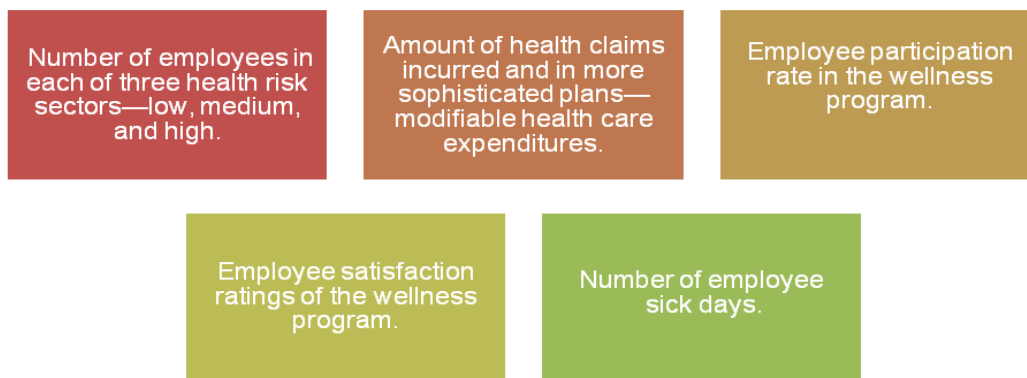 Number of employees in
each of three health risk
sectors—low, medium,
and high.
Amount of health claims
incurred and in more
sophisticated plans—
modifiable health care
expenditures.
Employee participation
rate in the wellness
program.
Employee satisfaction
ratings of the wellness
program.
Number of employee
sick days.